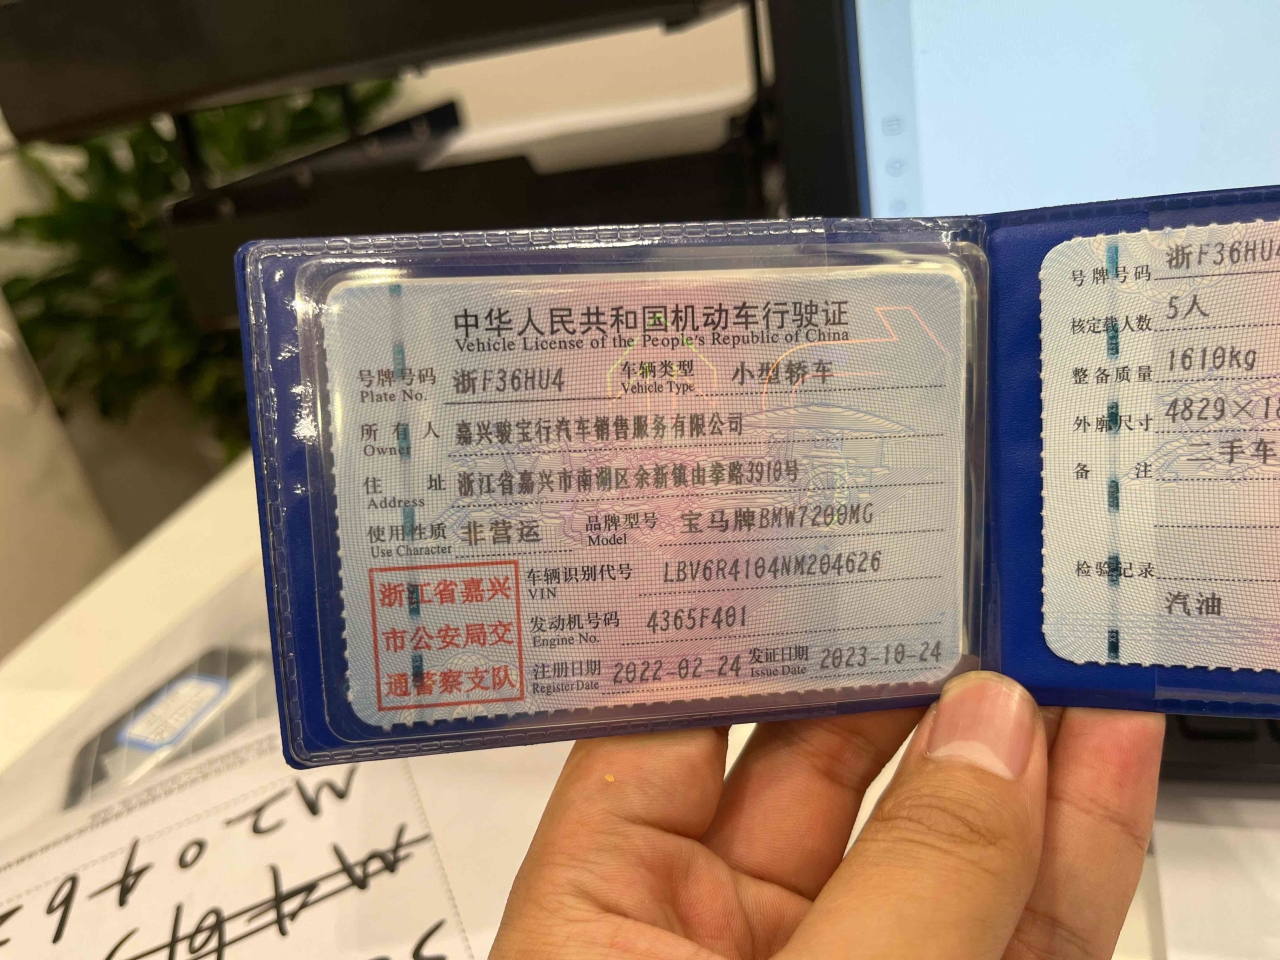 中华人民共和国机动车行驶证
Vehicle License of the People's Republic of China
号牌号码 浙F36HU4 车辆类型 小型轿车
Plate No. Vehicle Type
所有人 嘉兴骏宝行汽车销售服务有限公司
Owner
住址 浙江省嘉兴市南湖区余新镇由拳路3910号
Address
使用性质 非营运 品牌型号 宝马牌BMW7200MG
Use Character Model
浙江省嘉兴
市公安局交
通警察支队
车辆识别代号 LBV6R4104NM204626
VIN
发动机号码 4365F401
Engine No.
注册日期 2022-02-24 发证日期 2023-10-24
Register Date Issue Date
号牌号码 浙F36HU4
核定载人数 5人
整备质量 1610kg
外廓尺寸 4829×1
备注 二手车
检验记录
汽油